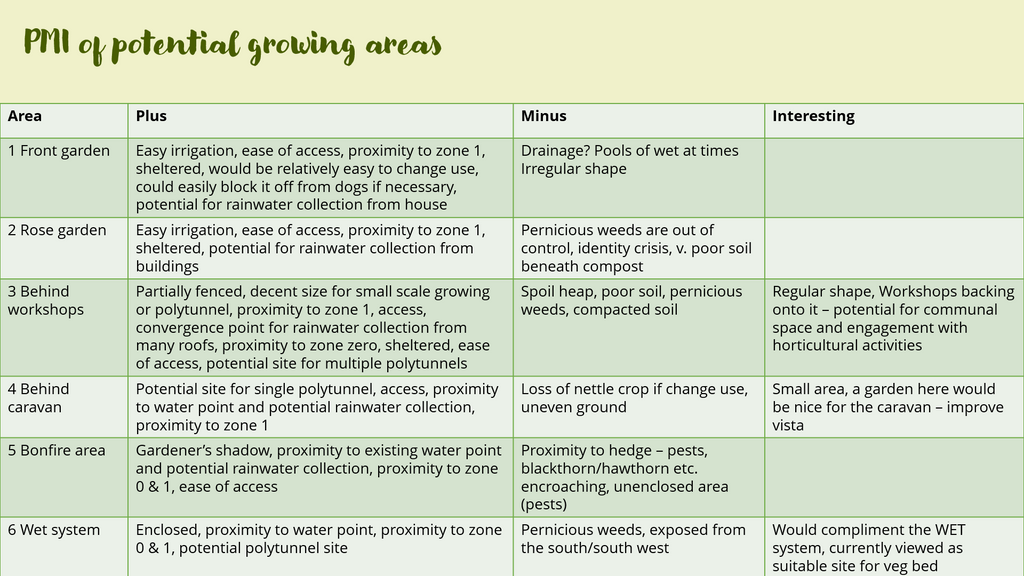 PMI of potential growing areas
Area
Plus
Minus
Interesting
1 Front garden
Easy irrigation, ease of access, proximity to zone 1,
sheltered, would be relatively easy to change use,
could easily block it off from dogs if necessary,
potential for rainwater collection from house
Drainage? Pools of wet at times
Irregular shape
2 Rose garden
Easy irrigation, ease of access, proximity to zone 1,
sheltered, potential for rainwater collection from
buildings
Pernicious weeds are out of
control, identity crisis, v. poor soil
beneath compost
3 Behind
workshops
Partially fenced, decent size for small scale growing
or polytunnel, proximity to zone 1, access,
convergence point for rainwater collection from
many roofs, proximity to zone zero, sheltered, ease
of access, potential site for multiple polytunnels
Spoil heap, poor soil, pernicious
weeds, compacted soil
Regular shape, Workshops backing
onto it – potential for communal
space and engagement with
horticultural activities
4 Behind
caravan
Potential site for single polytunnel, access, proximity
to water point and potential rainwater collection,
proximity to zone 1
Loss of nettle crop if change use,
uneven ground
Small area, a garden here would
be nice for the caravan – improve
vista
5 Bonfire area
Gardener’s shadow, proximity to existing water point
and potential rainwater collection, proximity to zone
0 & 1, ease of access
Proximity to hedge – pests,
blackthorn/hawthorn etc.
encroaching, unenclosed area
(pests)
6 Wet system
Enclosed, proximity to water point, proximity to zone
0 & 1, potential polytunnel site
Pernicious weeds, exposed from
the south/south west
Would compliment the WET
system, currently viewed as
suitable site for veg bed